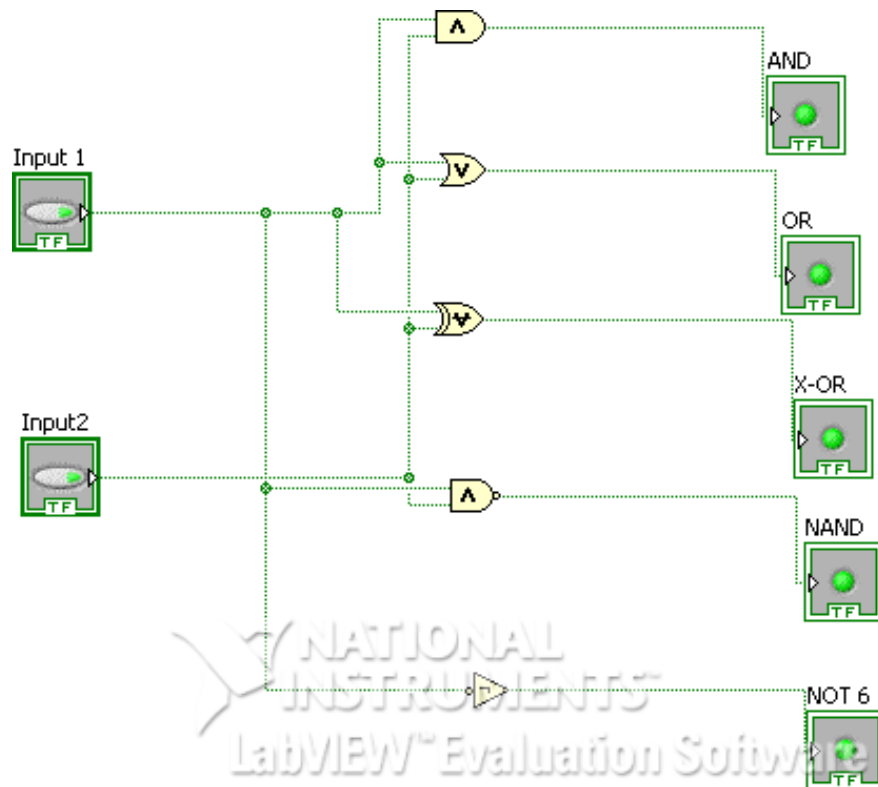 AND
TF
Input 1
TF
OR
TF
X-OR
TF
Input2
TF
NAND
TF
NATIONAL
INSTRUMENTS™
NOT 6
LabVIEW™ Evaluation Software
TF